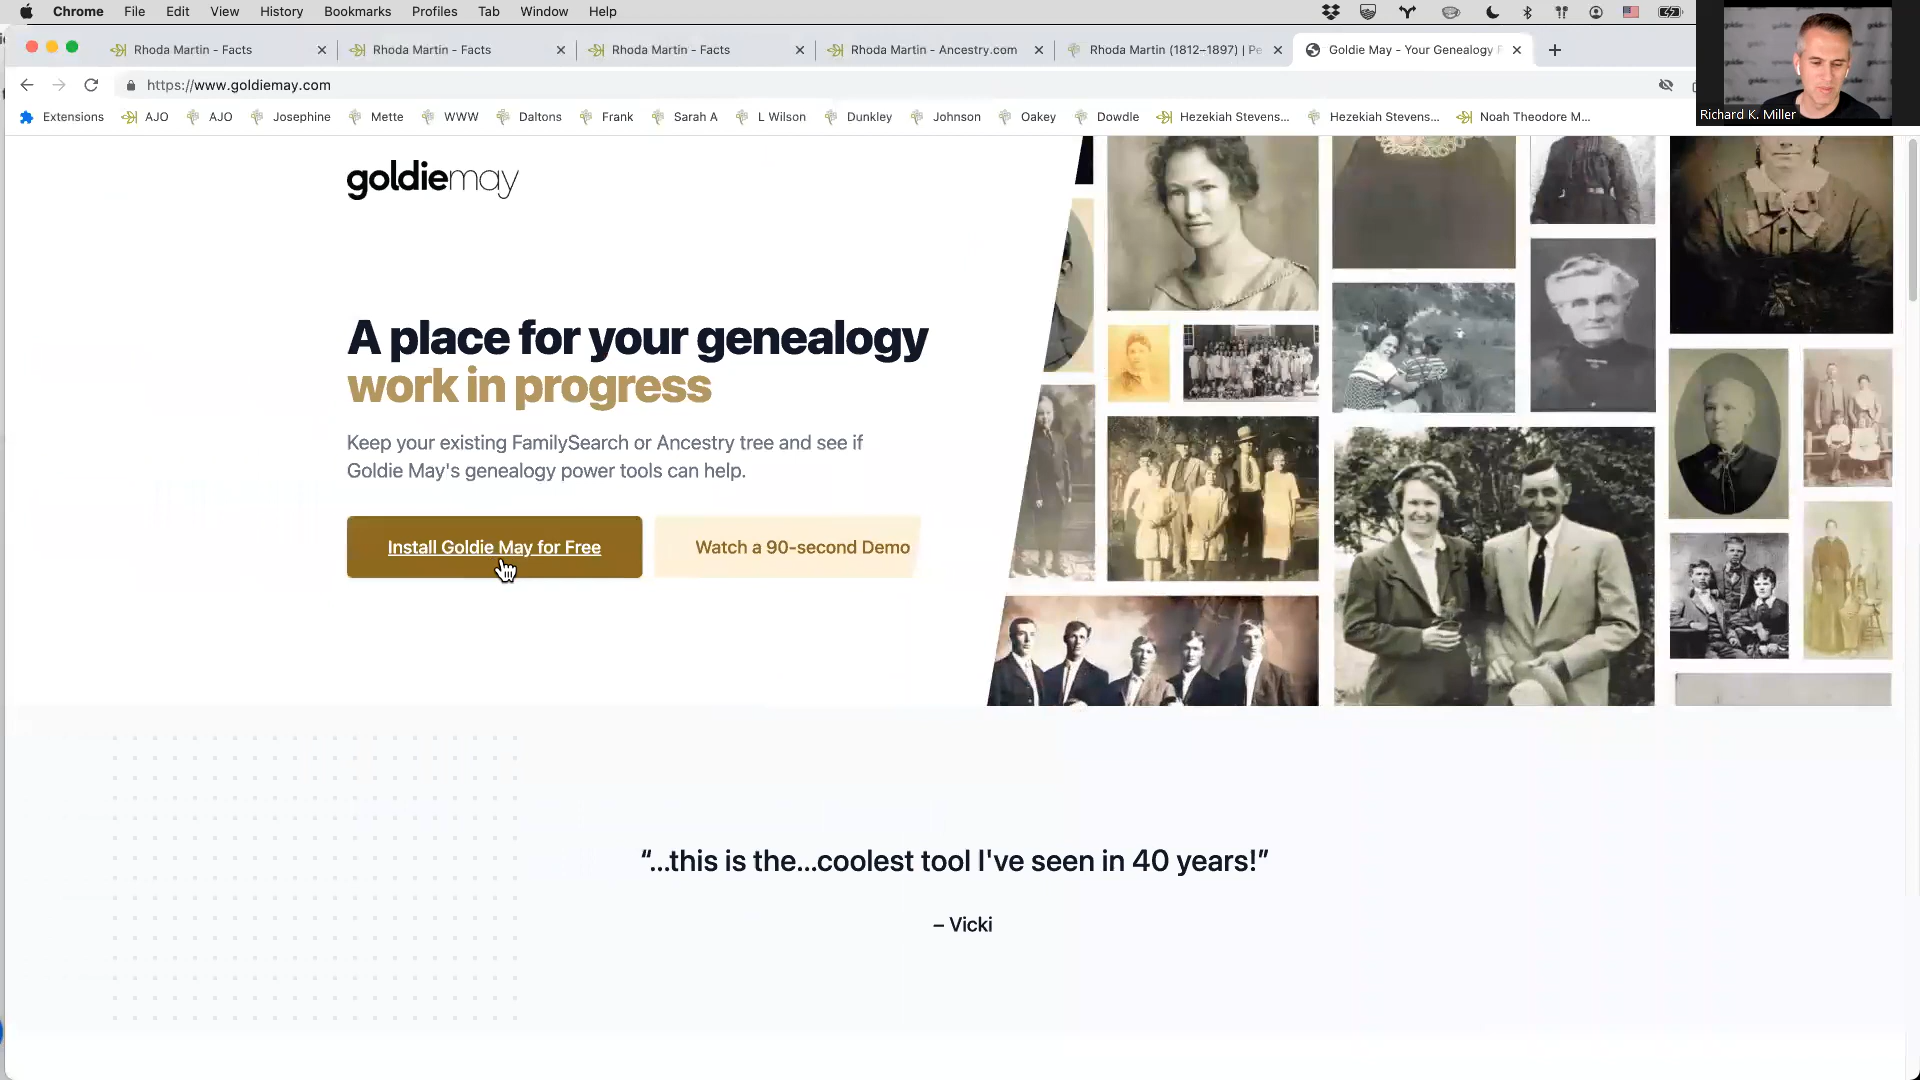 Chrome File Edit View History Bookmarks Profiles Tab Window Help
Rhoda Martin - Facts
Rhoda Martin - Facts
Rhoda Martin - Facts
Rhoda Martin - Ancestry.com
Rhoda Martin (1812–1897) | Pe
Goldie May - Your Genealogy
https://www.goldiemay.com
Extensions AJO AJO Josephine Mette WWW Daltons Frank Sarah A L Wilson Dunkley Johnson Oakey Dowdle Hezekiah Stevens... Hezekiah Stevens... Noah Theodore M...
Richard K. Miller
goldiemay
A place for your genealogy
work in progress
Keep your existing FamilySearch or Ancestry tree and see if
Goldie May's genealogy power tools can help.
Install Goldie May for Free
Watch a 90-second Demo
“...this is the...coolest tool I've seen in 40 years!”
– Vicki